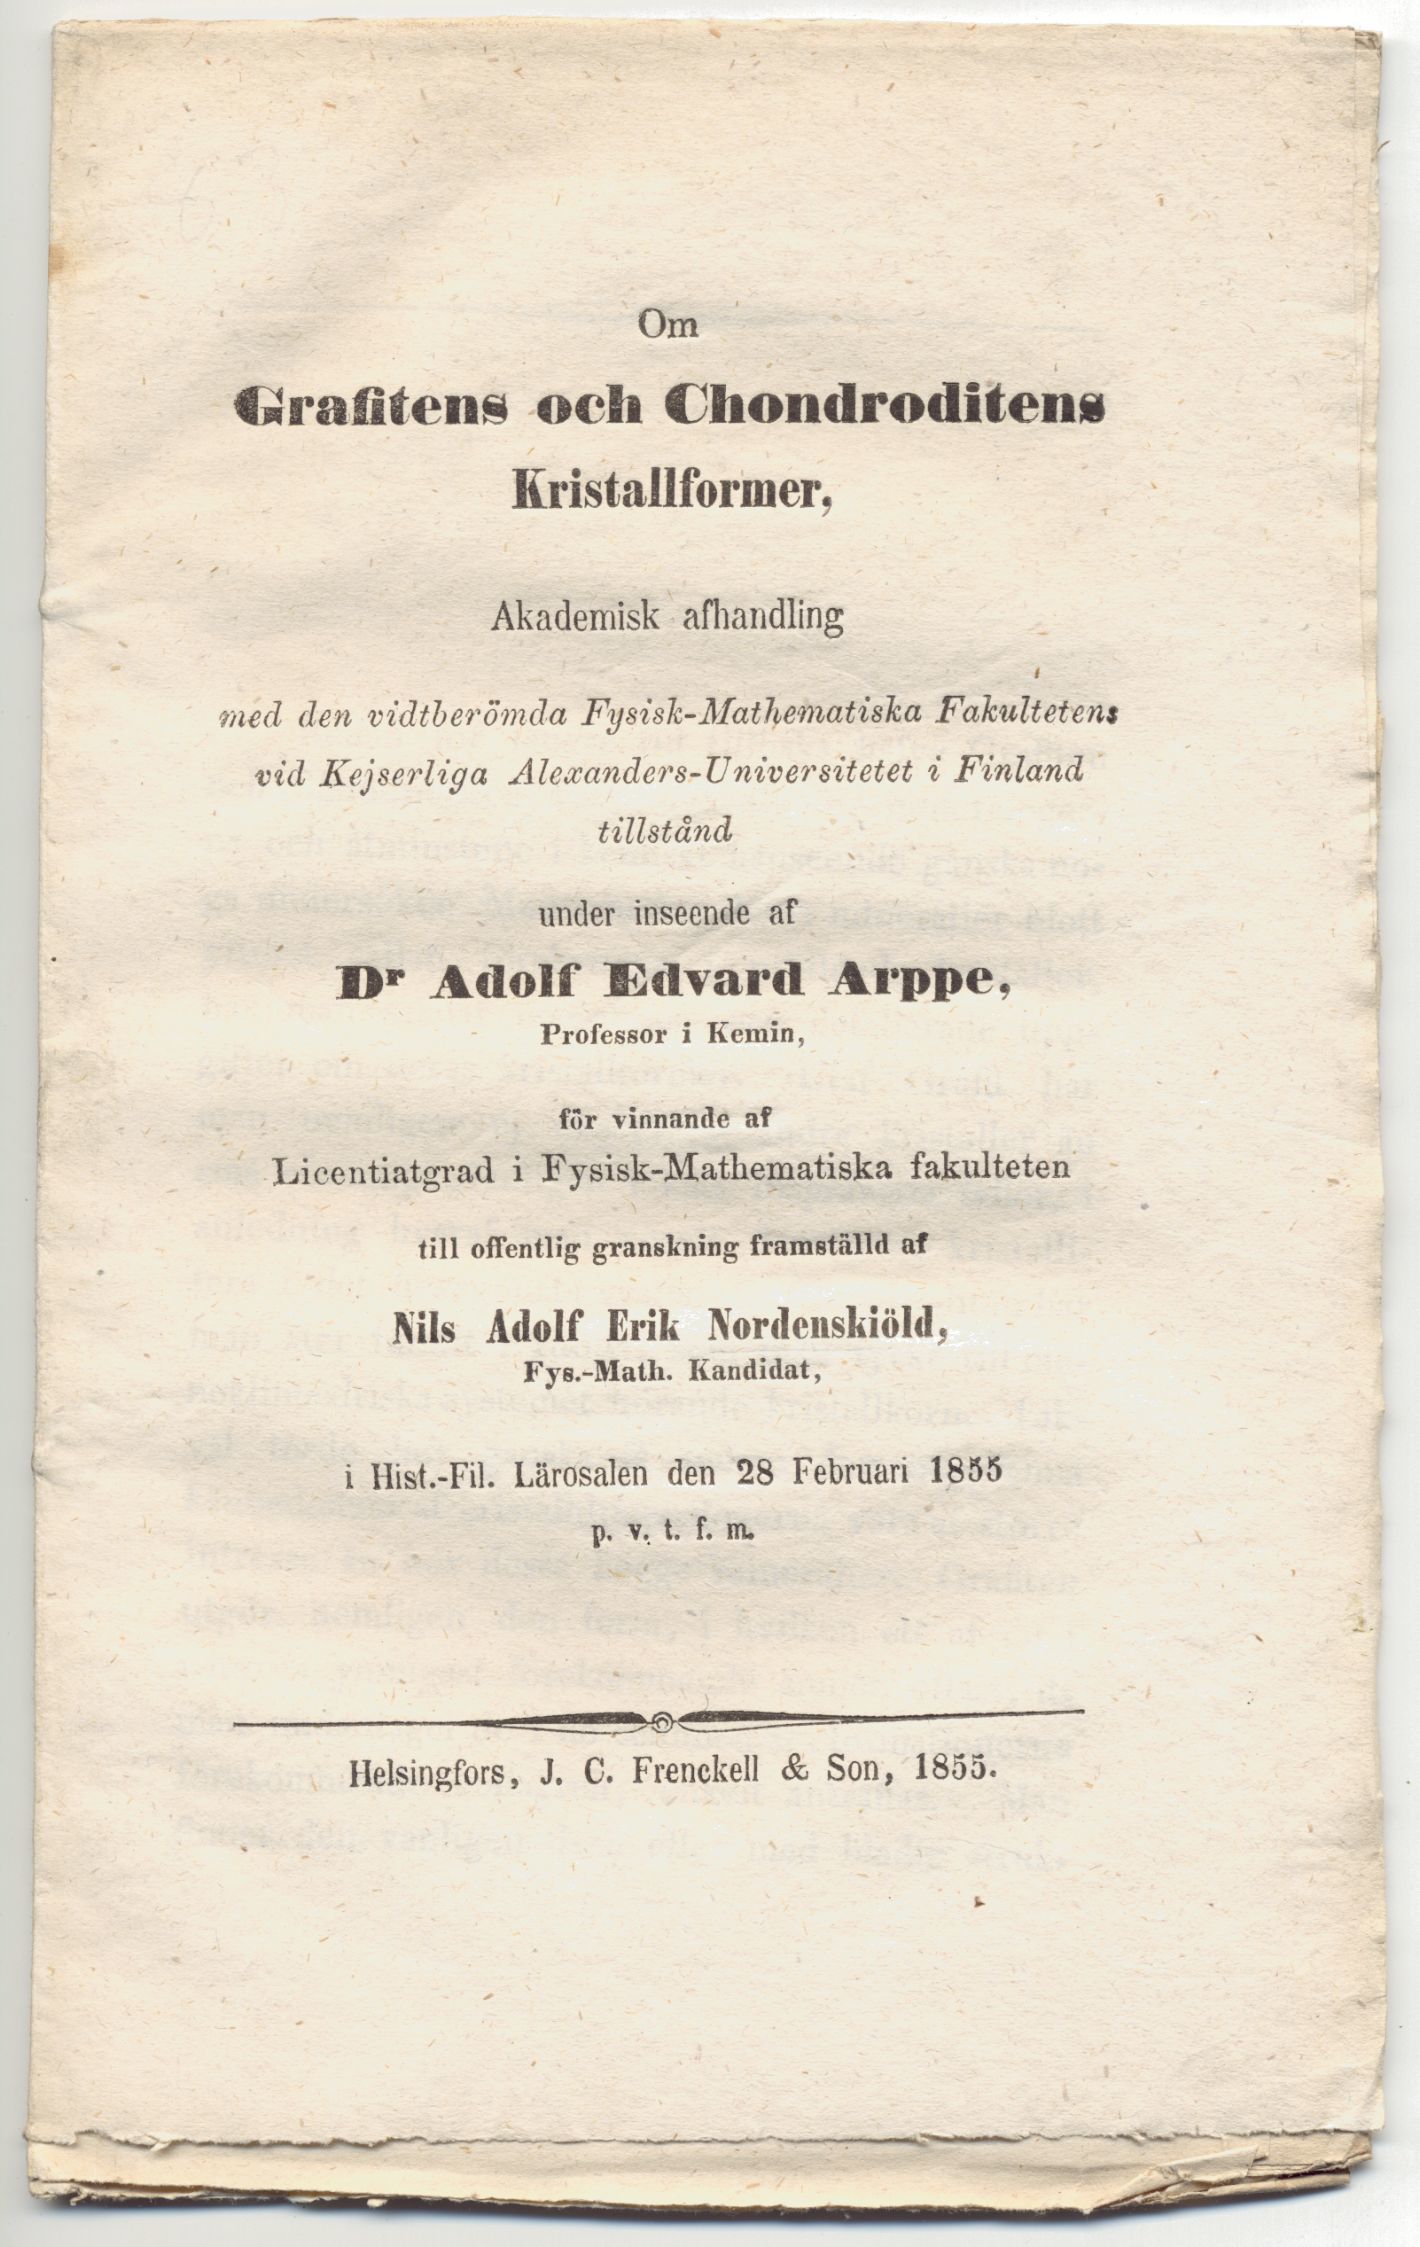 Om
Grafitens och Chondroditens
Kristallformer,
Akademisk afhandling
med den vidtberömda Fysisk-Mathematiska Fakultetens
vid Kejserliga Alexanders-Universitetet i Finland
tillstånd
under inseende af
Dr Adolf Edvard Arppe,
Professor i Kemin,
för vinnande af
Licentiatgrad i Fysisk-Mathematiska fakulteten
till offentlig granskning framställd af
Nils Adolf Erik Nordenskiöld,
Fys.-Math. Kandidat,
i Hist.-Fil. Lärosalen den 28 Februari 1855
p. v. t. f. m.
Helsingfors, J. C. Frenckell & Son, 1855.